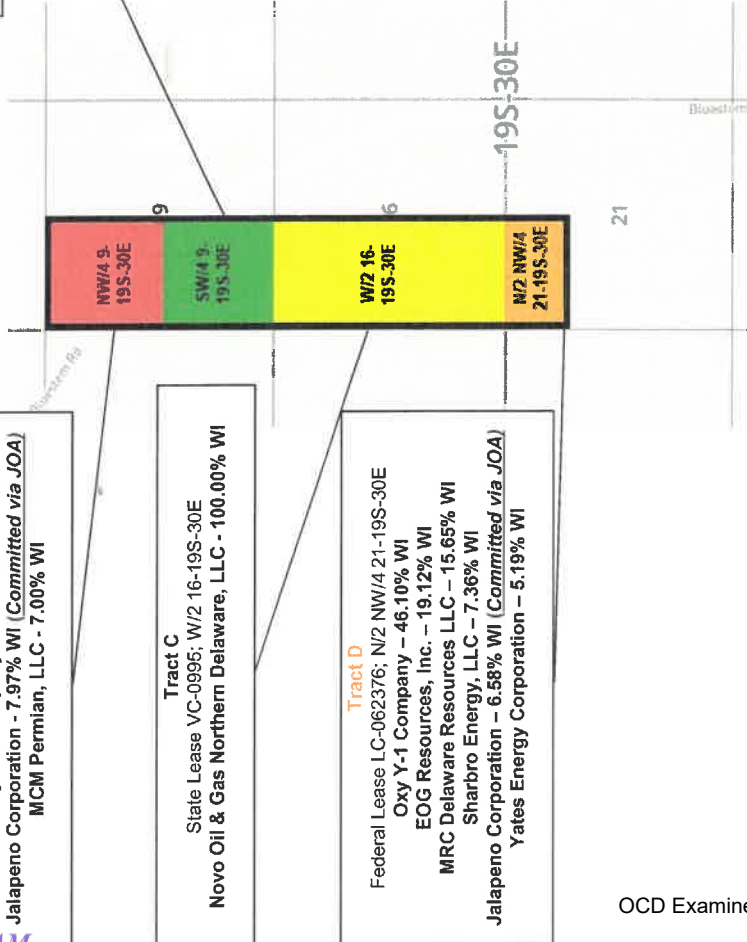 Jalapeno Corporation - 7.97% WI (Committed via JOA)
MCM Permian, LLC - 7.00% WI
Tract C
State Lease VC-0995; W/2 16-19S-30E
Novo Oil & Gas Northern Delaware, LLC - 100.00% WI
Tract D
Federal Lease LC-062376; N/2 NW/4 21-19S-30E
Oxy Y-1 Company – 46.10% WI
EOG Resources, Inc. – 19.12% WI
MRC Delaware Resources LLC – 15.65% WI
Sharbro Energy, LLC – 7.36% WI
Jalapeno Corporation – 6.58% WI (Committed via JOA)
Yates Energy Corporation – 5.19% WI
Bluestem Rd
NW/4 9-
19S-30E
SW/4 9-
19S-30E
W/2 16-
19S-30E
N/2 NW/4
21-19S-30E
9
6
21
19S-30E
Bluestem
OCD Examine